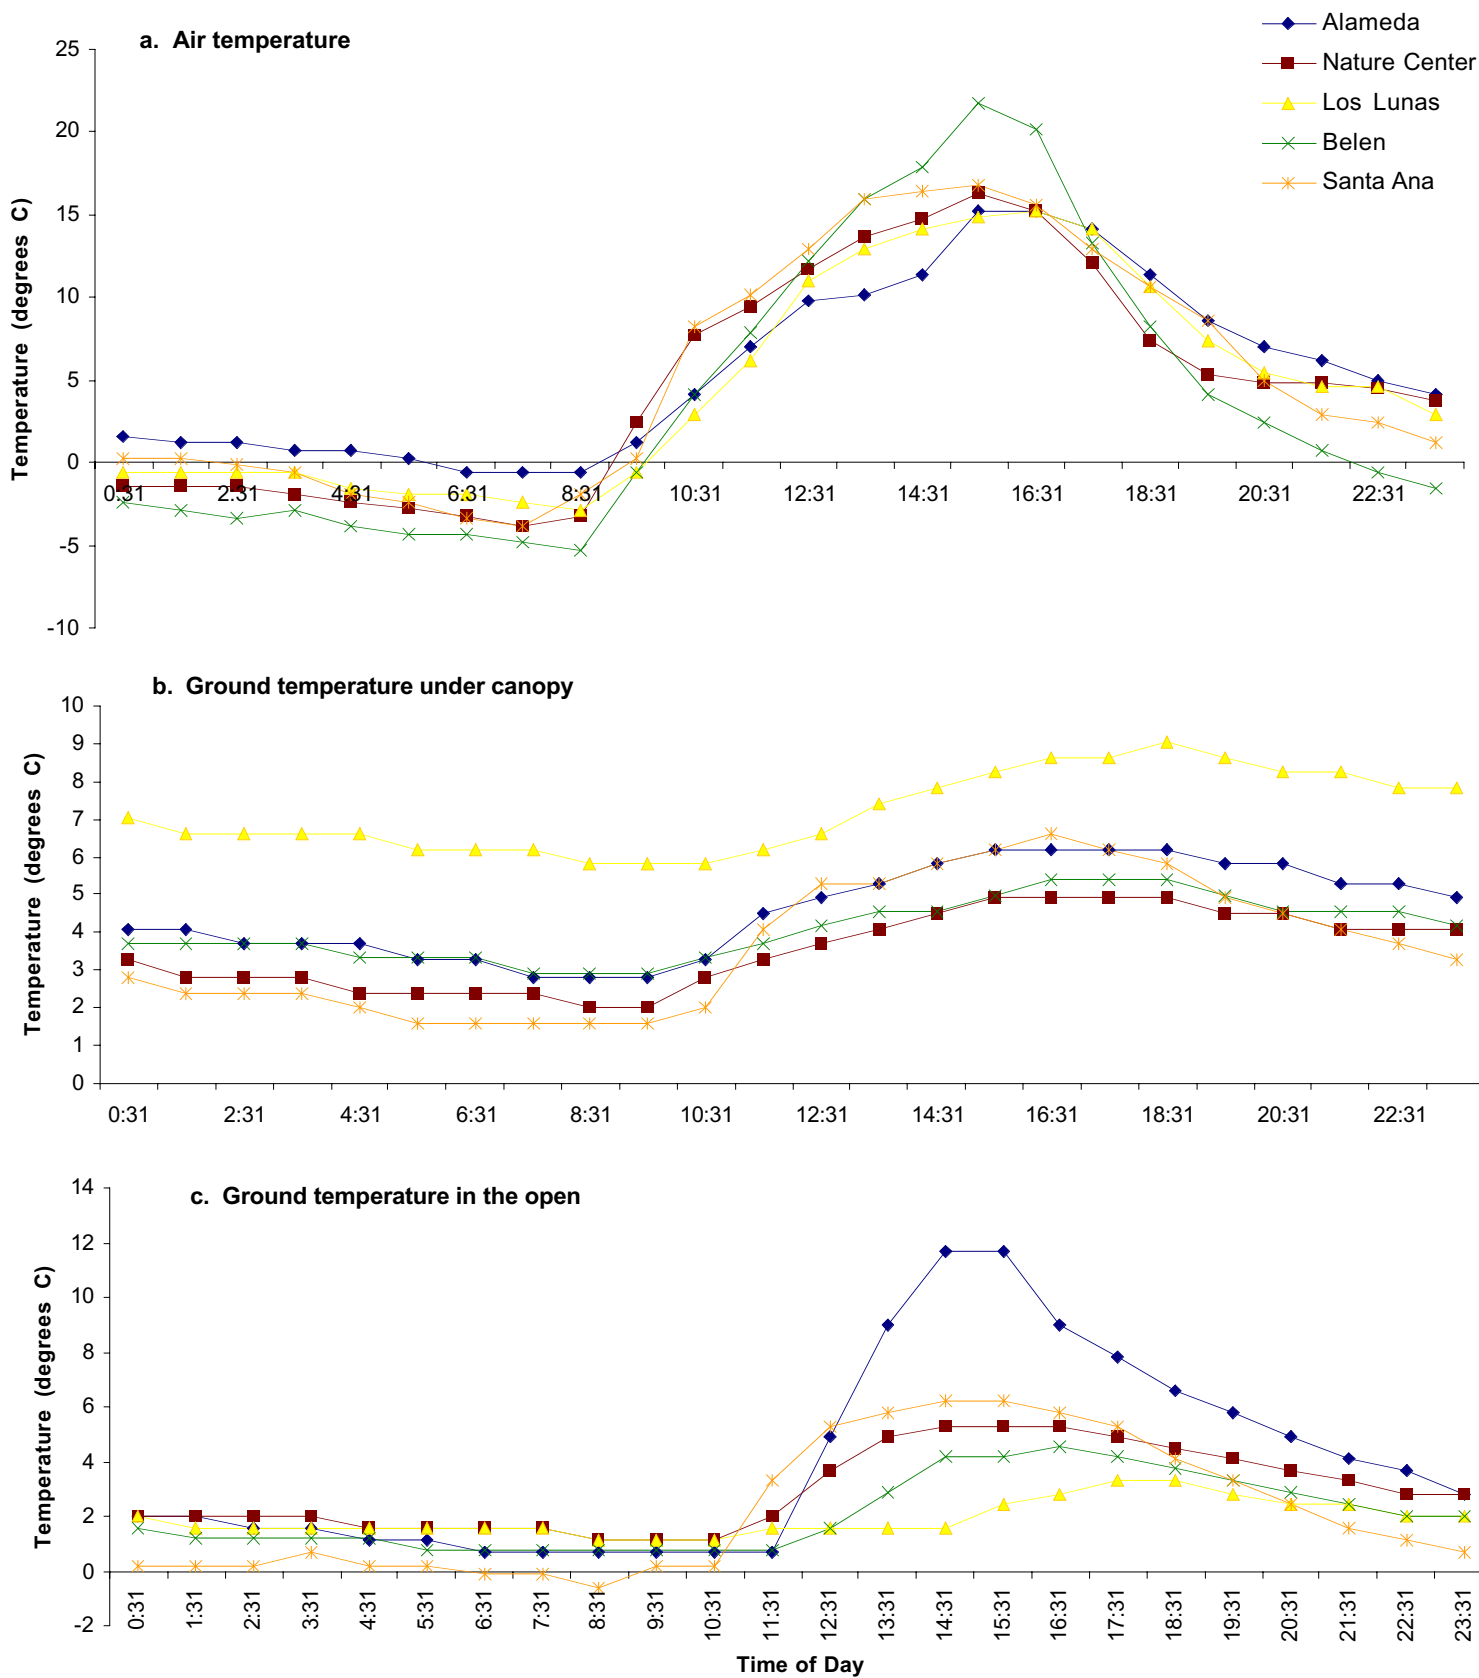 a. Air temperature
Alameda
Nature Center
Los Lunas
Belen
Santa Ana
Temperature (degrees C)
25
20
15
10
5
0
-5
-10
0:31 2:31 4:31 6:31 8:31 10:31 12:31 14:31 16:31 18:31 20:31 22:31
b. Ground temperature under canopy
Temperature (degrees C)
10
9
8
7
6
5
4
3
2
1
0
0:31 2:31 4:31 6:31 8:31 10:31 12:31 14:31 16:31 18:31 20:31 22:31
c. Ground temperature in the open
Temperature (degrees C)
14
12
10
8
6
4
2
0
-2
0:31 1:31 2:31 3:31 4:31 5:31 6:31 7:31 8:31 9:31 10:31 11:31 12:31 13:31 14:31 15:31 16:31 17:31 18:31 19:31 20:31 21:31 22:31 23:31
Time of Day